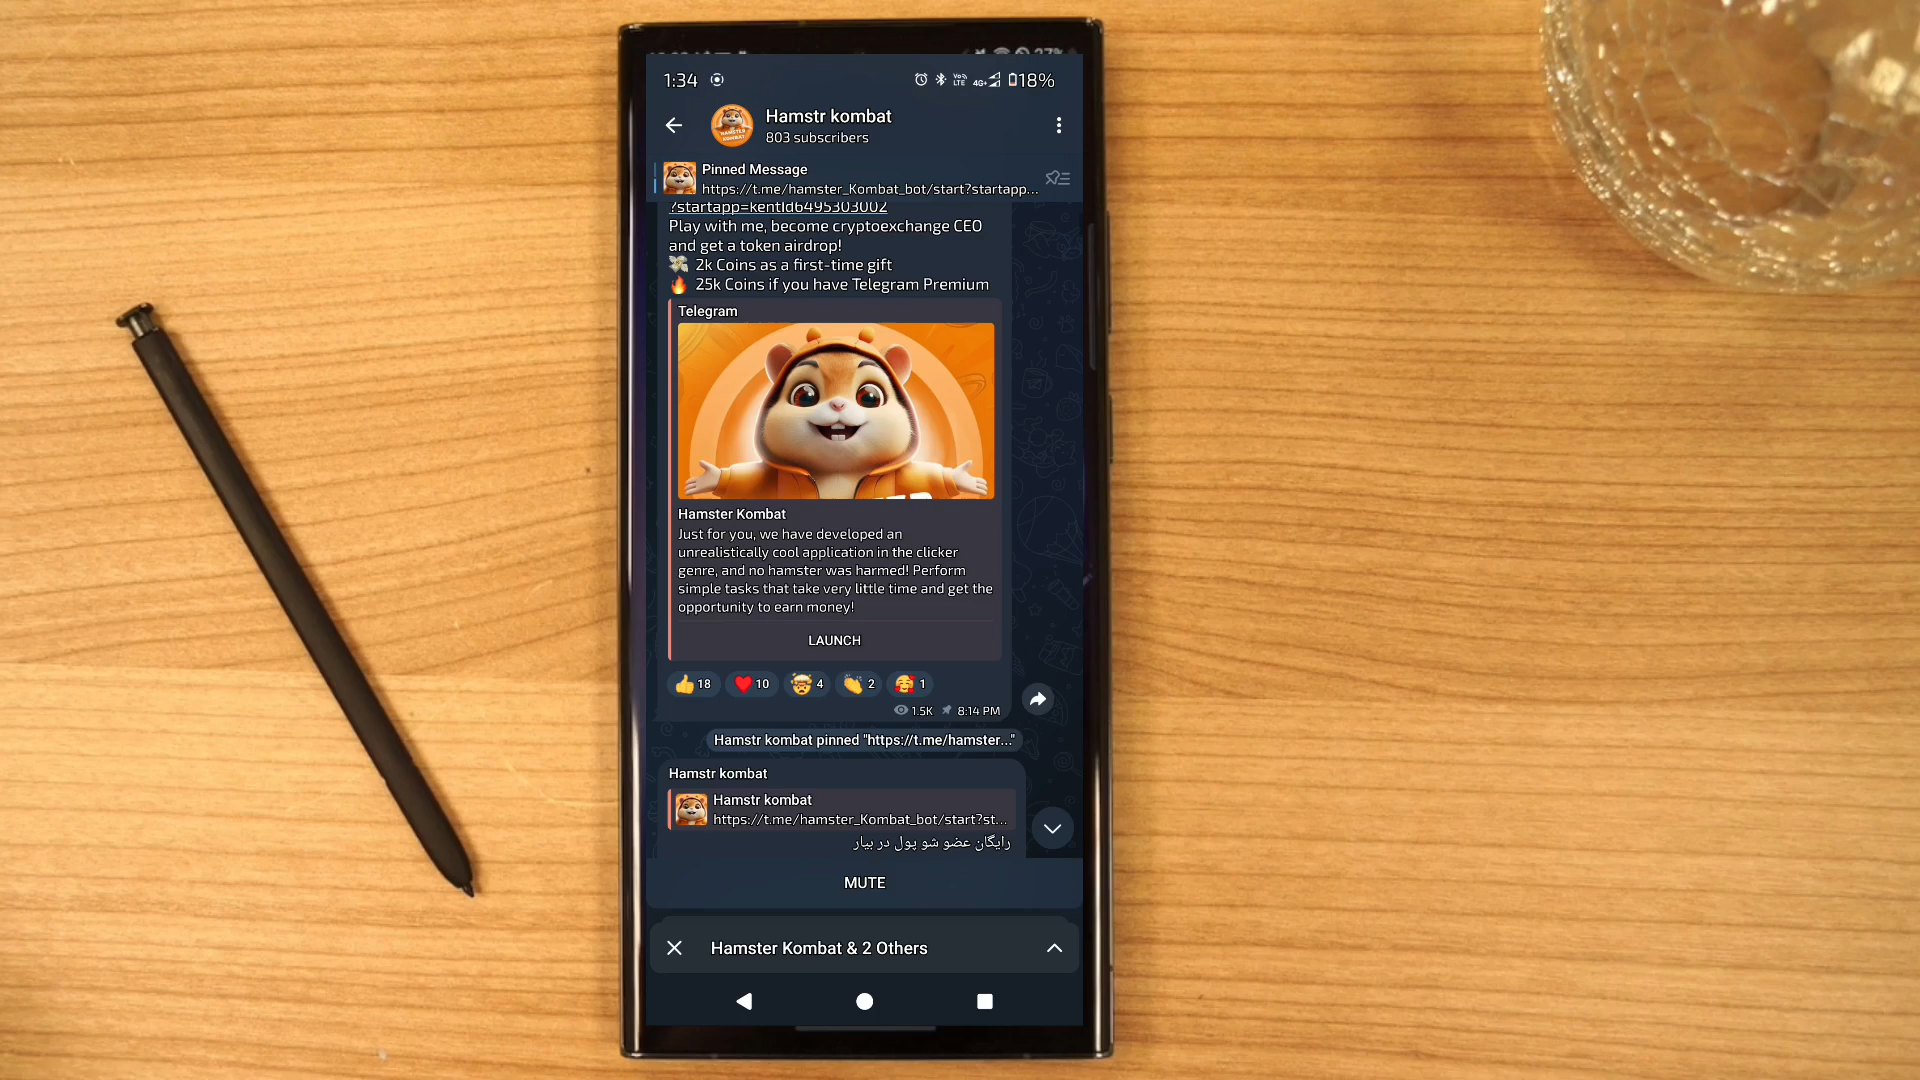 1:34
18%
Hamstr kombat
803 subscribers
Pinned Message
https://t.me/hamster_Kombat_bot/start?startapp...
?startapp=kentId6495303002
Play with me, become cryptoexchange CEO
and get a token airdrop!
💸 2k Coins as a first-time gift
🔥 25k Coins if you have Telegram Premium
Telegram
Hamster Kombat
Just for you, we have developed an
unrealistically cool application in the clicker
genre, and no hamster was harmed! Perform
simple tasks that take very little time and get the
opportunity to earn money!
LAUNCH
👍 18 ❤️ 10 🤯 4 👏 2 🥰 1
1.5K 8:14 PM
Hamstr kombat pinned "https://t.me/hamster..."
Hamstr kombat
Hamstr kombat
https://t.me/hamster_Kombat_bot/start?st...
رایگان عضو شو پول در بیار
MUTE
Hamster Kombat & 2 Others